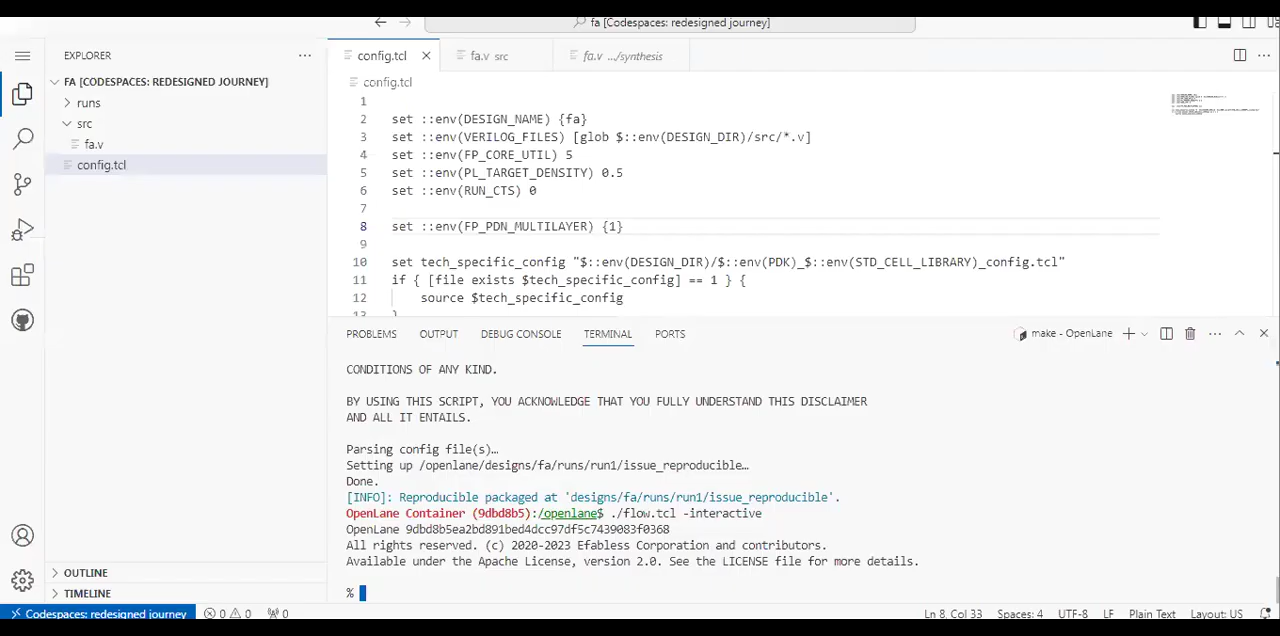 fa [Codespaces: redesigned journey]
EXPLORER
FA [CODESPACES: REDESIGNED JOURNEY]
runs
src
fa.v
config.tcl
OUTLINE
TIMELINE
config.tcl
fa.v src
fa.v .../synthesis
config.tcl
1
2 set ::env(DESIGN_NAME) {fa}
3 set ::env(VERILOG_FILES) [glob $::env(DESIGN_DIR)/src/*.v]
4 set ::env(FP_CORE_UTIL) 5
5 set ::env(PL_TARGET_DENSITY) 0.5
6 set ::env(RUN_CTS) 0
7
8 set ::env(FP_PDN_MULTILAYER) {1}
9
10 set tech_specific_config "$::env(DESIGN_DIR)/$::env(PDK)_$::env(STD_CELL_LIBRARY)_config.tcl"
11 if { [file exists $tech_specific_config] == 1 } {
12 source $tech_specific_config
13 }
PROBLEMS OUTPUT DEBUG CONSOLE TERMINAL PORTS
make - OpenLane
CONDITIONS OF ANY KIND.
BY USING THIS SCRIPT, YOU ACKNOWLEDGE THAT YOU FULLY UNDERSTAND THIS DISCLAIMER
AND ALL IT ENTAILS.
Parsing config file(s)…
Setting up /openlane/designs/fa/runs/run1/issue_reproducible…
Done.
[INFO]: Reproducible packaged at 'designs/fa/runs/run1/issue_reproducible'.
OpenLane Container (9dbd8b5):/openlane$ ./flow.tcl -interactive
OpenLane 9dbd8b5ea2bd891bed4dcc97df5c7439083f0368
All rights reserved. (c) 2020-2023 Efabless Corporation and contributors.
Available under the Apache License, version 2.0. See the LICENSE file for more details.
%
Codespaces: redesigned journey 0 0 0 Ln 8, Col 33 Spaces: 4 UTF-8 LF Plain Text Layout: US